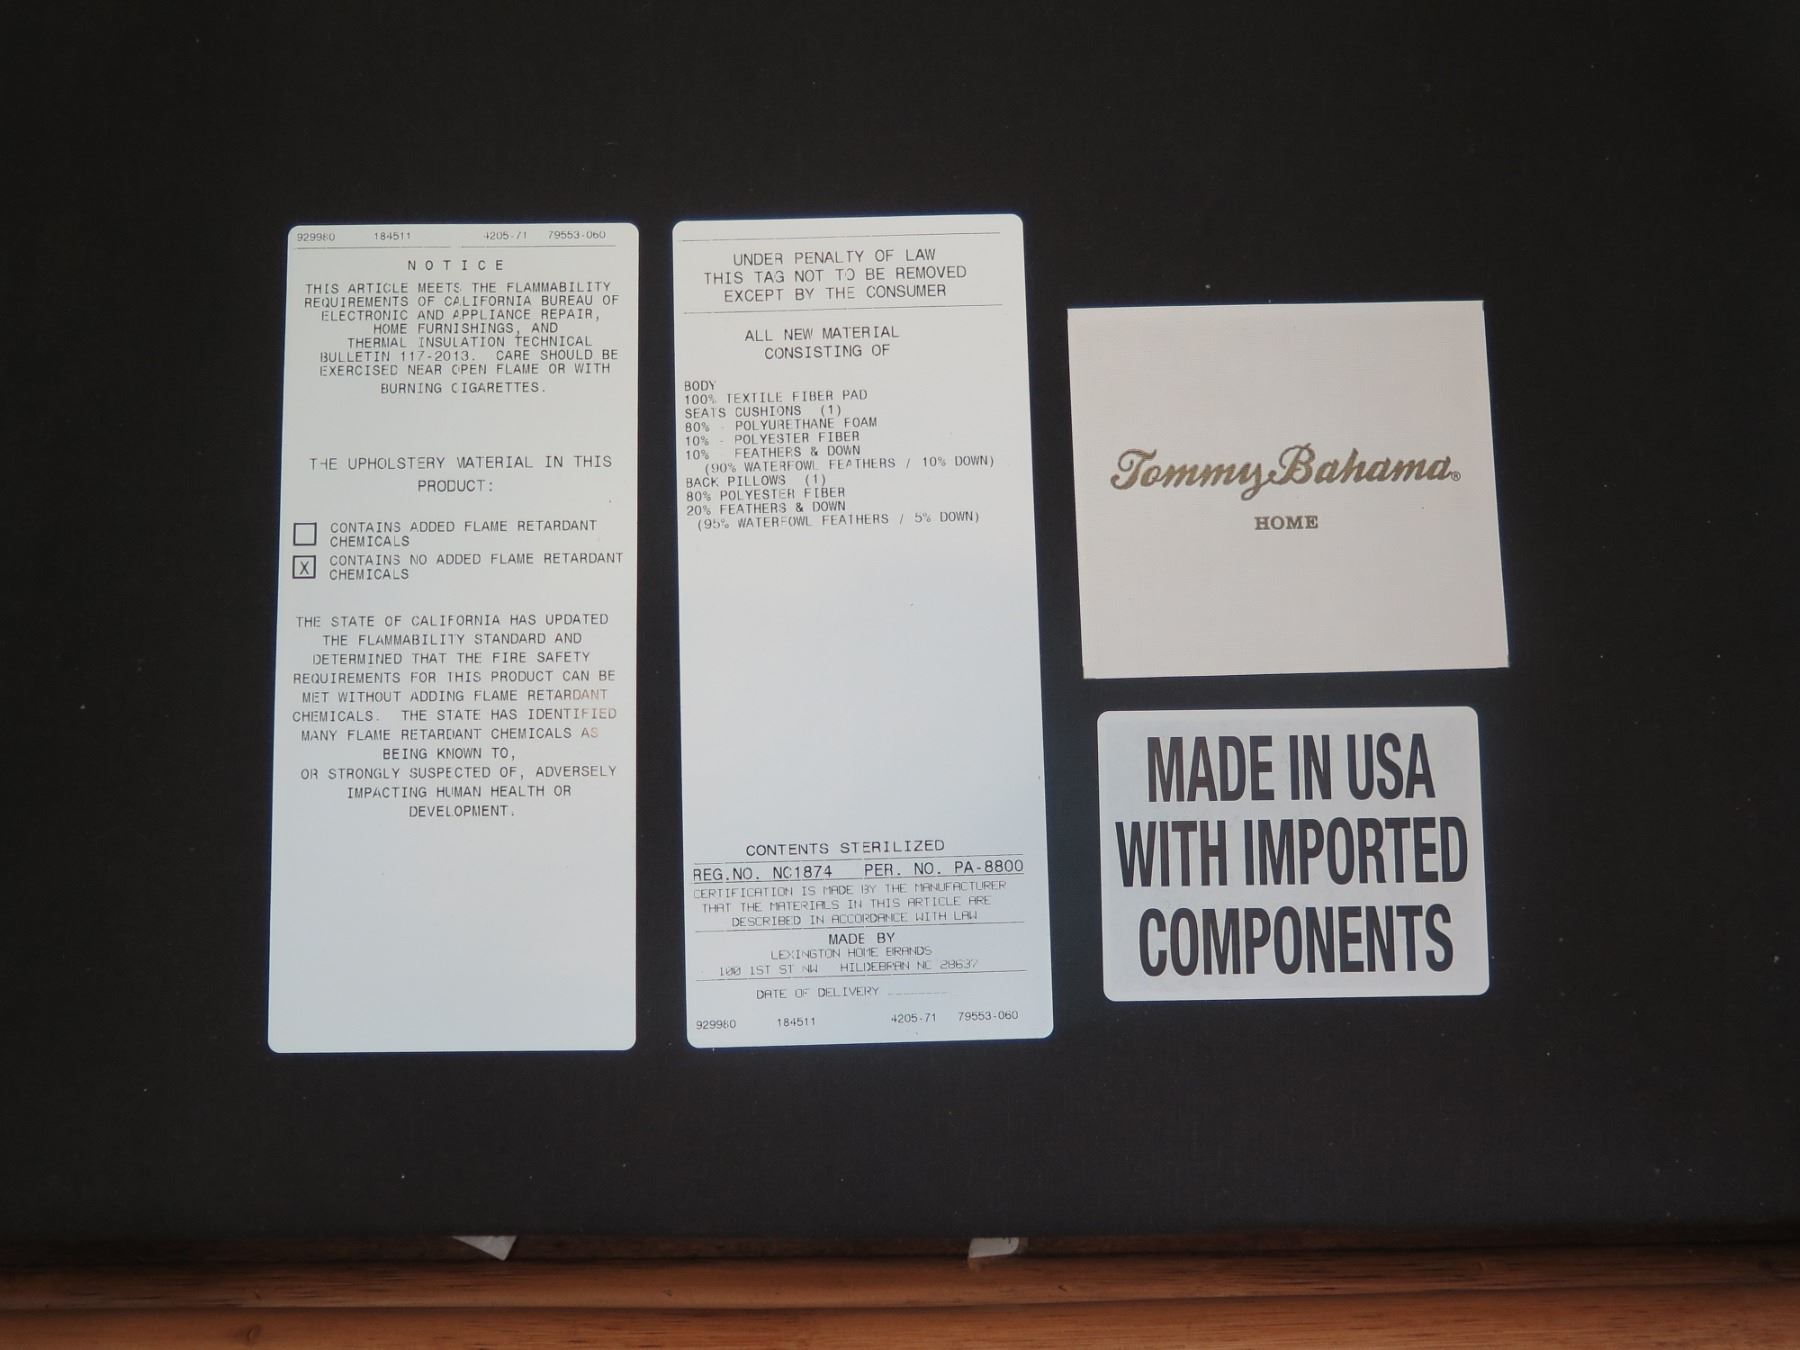 929980 184511 4205-71 79553-060
NOTICE
THIS ARTICLE MEETS THE FLAMMABILITY
REQUIREMENTS OF CALIFORNIA BUREAU OF
ELECTRONIC AND APPLIANCE REPAIR,
HOME FURNISHINGS, AND
THERMAL INSULATION TECHNICAL
BULLETIN 117-2013. CARE SHOULD BE
EXERCISED NEAR OPEN FLAME OR WITH
BURNING CIGARETTES.
THE UPHOLSTERY MATERIAL IN THIS
PRODUCT:
CONTAINS ADDED FLAME RETARDANT
CHEMICALS
X CONTAINS NO ADDED FLAME RETARDANT
CHEMICALS
THE STATE OF CALIFORNIA HAS UPDATED
THE FLAMMABILITY STANDARD AND
DETERMINED THAT THE FIRE SAFETY
REQUIREMENTS FOR THIS PRODUCT CAN BE
MET WITHOUT ADDING FLAME RETARDANT
CHEMICALS. THE STATE HAS IDENTIFIED
MANY FLAME RETARDANT CHEMICALS AS
BEING KNOWN TO,
OR STRONGLY SUSPECTED OF, ADVERSELY
IMPACTING HUMAN HEALTH OR
DEVELOPMENT.
UNDER PENALTY OF LAW
THIS TAG NOT TO BE REMOVED
EXCEPT BY THE CONSUMER
ALL NEW MATERIAL
CONSISTING OF
BODY
100% TEXTILE FIBER PAD
SEATS CUSHIONS (1)
80% - POLYURETHANE FOAM
10% - POLYESTER FIBER
10% - FEATHERS & DOWN
(90% WATERFOWL FEATHERS / 10% DOWN)
BACK PILLOWS (1)
80% POLYESTER FIBER
20% FEATHERS & DOWN
(95% WATERFOWL FEATHERS / 5% DOWN)
CONTENTS STERILIZED
REG.NO. NC1874 PER. NO. PA-8800
CERTIFICATION IS MADE BY THE MANUFACTURER
THAT THE MATERIALS IN THIS ARTICLE ARE
DESCRIBED IN ACCORDANCE WITH LAW
MADE BY
LEXINGTON HOME BRANDS
100 1ST ST NW HILDEBRAN NC 28637
DATE OF DELIVERY ________
929980 184511 4205-71 79553-060
Tommy Bahama®
HOME
MADE IN USA
WITH IMPORTED
COMPONENTS